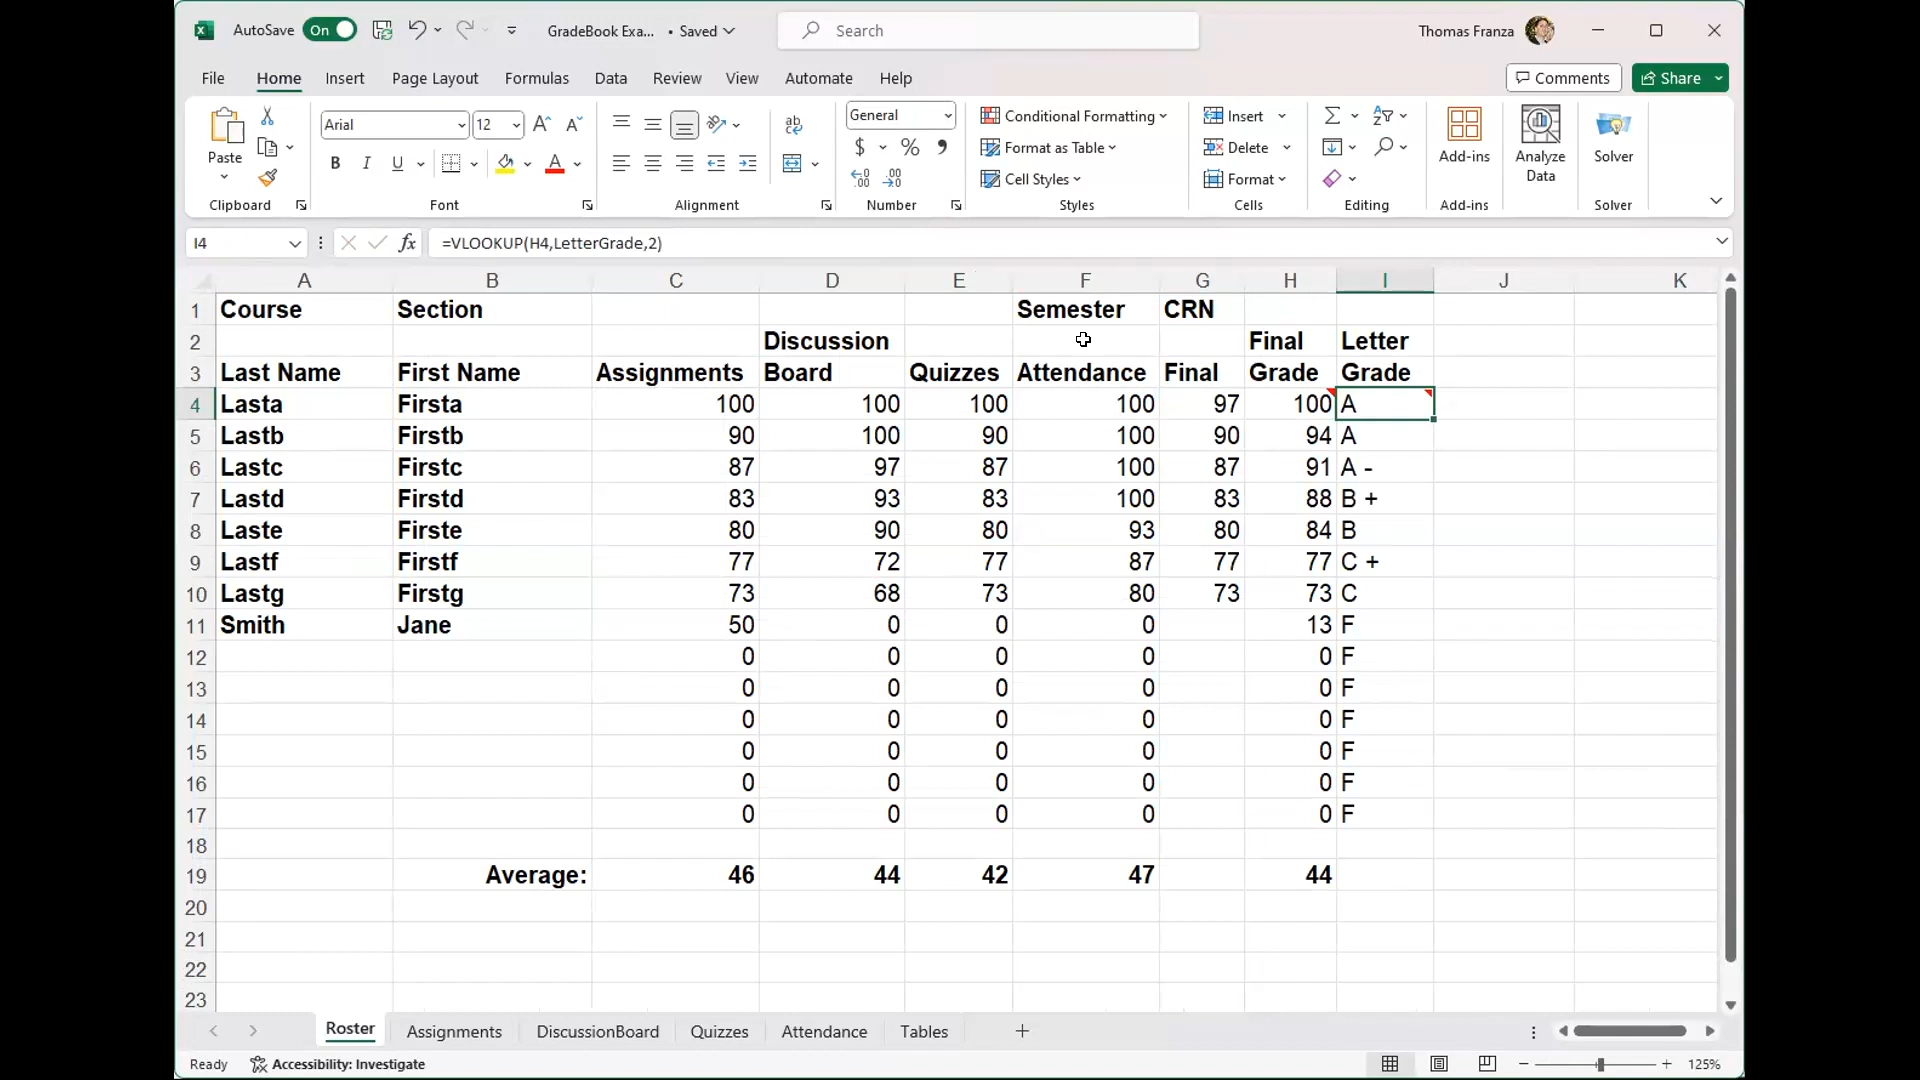 AutoSave On GradeBook Exa... • Saved Search Thomas Franza
File Home Insert Page Layout Formulas Data Review View Automate Help Comments Share
Paste
Clipboard
Arial 12
B I U A
Font
ab
Alignment
General
$ %
Number
Conditional Formatting
Format as Table
Cell Styles
Styles
Insert
Delete
Format
Cells
Editing
Add-ins
Add-ins
Analyze
Data
Solver
Solver
I4 fx =VLOOKUP(H4,LetterGrade,2)
A B C D E F G H I J K
1 Course Section Semester CRN
2 Discussion Final Letter
3 Last Name First Name Assignments Board Quizzes Attendance Final Grade Grade
4 Lasta Firsta 100 100 100 100 97 100 A
5 Lastb Firstb 90 100 90 100 90 94 A
6 Lastc Firstc 87 97 87 100 87 91 A -
7 Lastd Firstd 83 93 83 100 83 88 B +
8 Laste Firste 80 90 80 93 80 84 B
9 Lastf Firstf 77 72 77 87 77 77 C +
10 Lastg Firstg 73 68 73 80 73 73 C
11 Smith Jane 50 0 0 0 13 F
12 0 0 0 0 0 F
13 0 0 0 0 0 F
14 0 0 0 0 0 F
15 0 0 0 0 0 F
16 0 0 0 0 0 F
17 0 0 0 0 0 F
18
19 Average: 46 44 42 47 44
20
21
22
23
Roster Assignments DiscussionBoard Quizzes Attendance Tables
Ready Accessibility: Investigate 125%